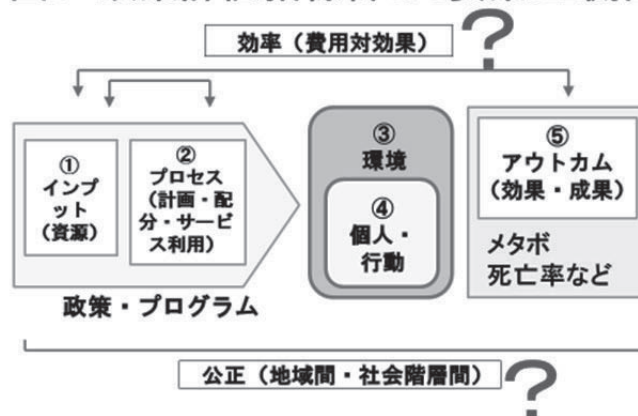 効率（費用対効果）
?
①
インプ
ット
（資源）
②
プロセス
（計画・配
分・サービ
ス利用）
③
環境
④
個人・
行動
⑤
アウトカム
（効果・成果）
メタボ
死亡率など
政策・プログラム
公正（地域間・社会階層間）
?